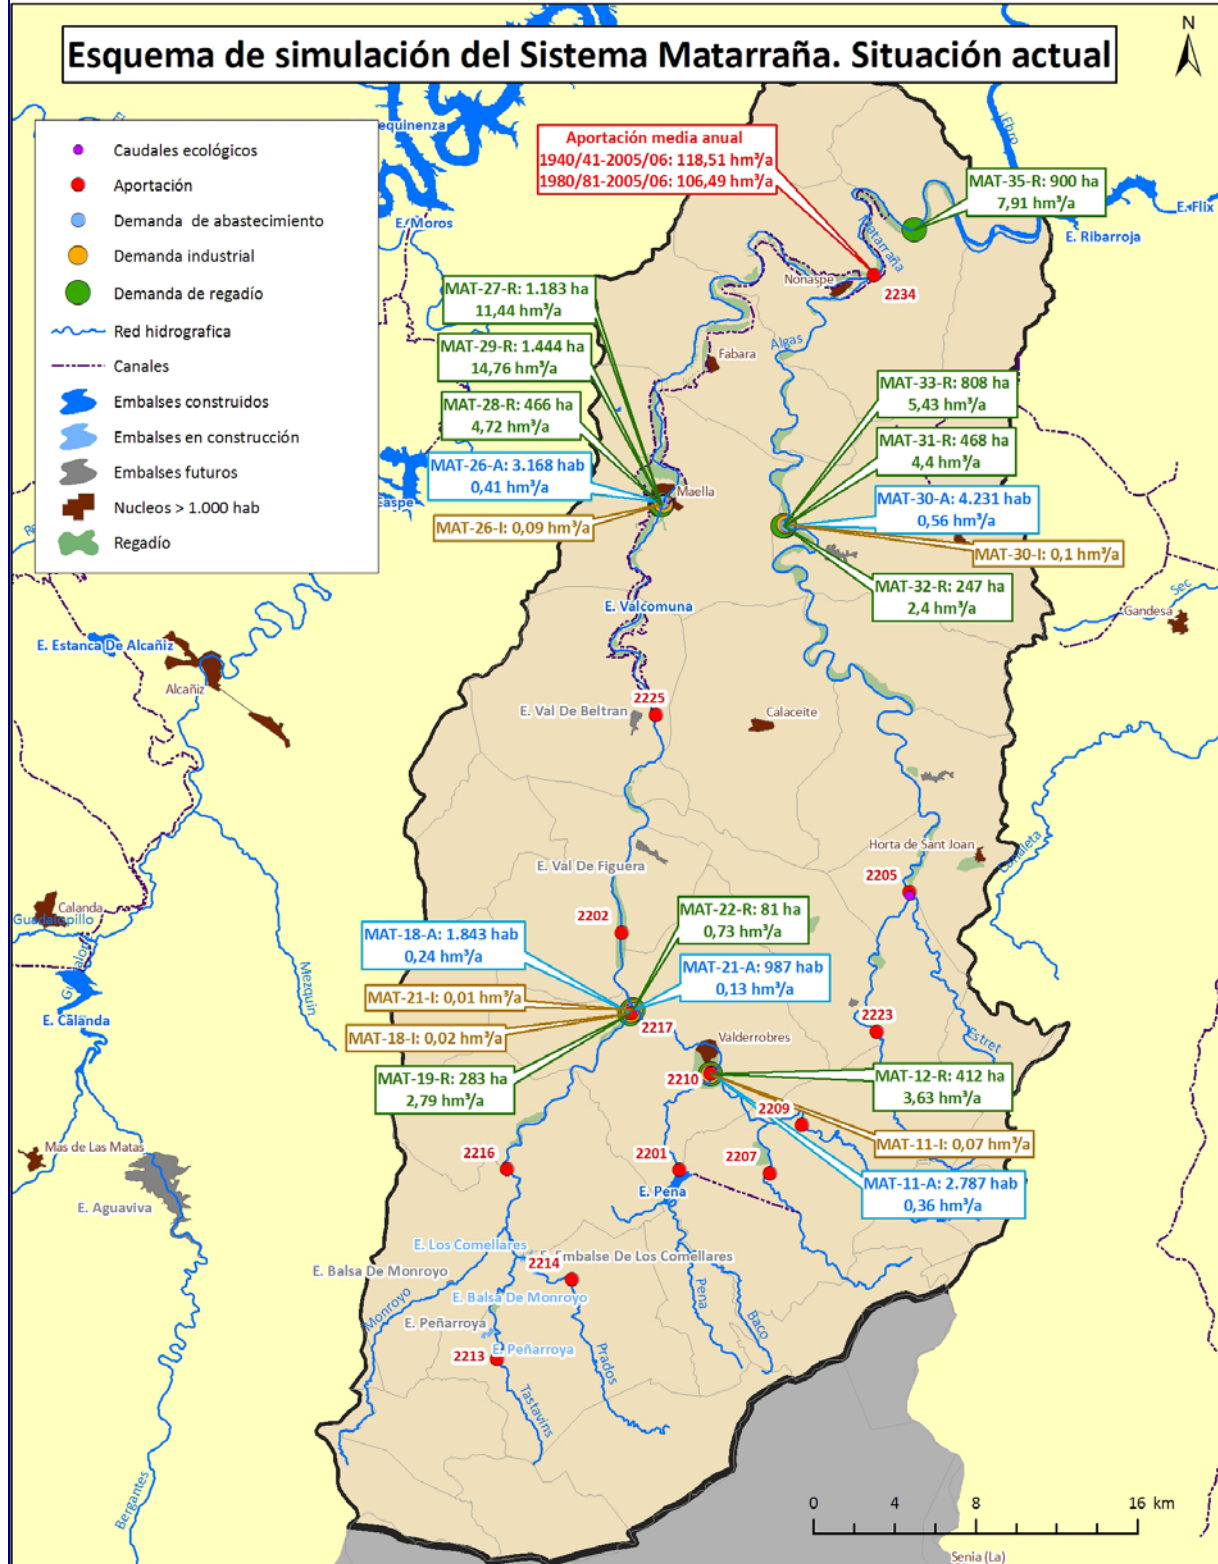 Esquema de simulación del Sistema Matarraña. Situación actual
N
Caudales ecológicos
Aportación
Demanda de abastecimiento
Demanda industrial
Demanda de regadío
Red hidrografica
Canales
Embalses construidos
Embalses en construcción
Embalses futuros
Nucleos > 1.000 hab
Regadío
equinenza
Ebro
Aportación media anual
1940/41-2005/06: 118,51 hm³/a
1980/81-2005/06: 106,49 hm³/a
MAT-35-R: 900 ha
7,91 hm³/a
E. Moros
E. Flix
E. Ribarroja
Matarraña
Nonaspe
2234
MAT-27-R: 1.183 ha
11,44 hm³/a
MAT-29-R: 1.444 ha
14,76 hm³/a
Algas
Fabara
MAT-28-R: 466 ha
4,72 hm³/a
MAT-33-R: 808 ha
5,43 hm³/a
MAT-31-R: 468 ha
4,4 hm³/a
MAT-26-A: 3.168 hab
0,41 hm³/a
aspe
Maella
MAT-30-A: 4.231 hab
0,56 hm³/a
MAT-26-I: 0,09 hm³/a
MAT-30-I: 0,1 hm³/a
MAT-32-R: 247 ha
2,4 hm³/a
Sec
Gandesa
E. Valcomuna
E. Estanca De Alcañiz
Alcañiz
2225
E. Val De Beltran
Calaceite
Horta de Sant Joan
Canaleta
E. Val De Figuera
2205
Calanda
Guadalopillo
MAT-22-R: 81 ha
0,73 hm³/a
2202
MAT-18-A: 1.843 hab
0,24 hm³/a
MAT-21-A: 987 hab
0,13 hm³/a
Mezquin
MAT-21-I: 0,01 hm³/a
E. Calanda
2217
2223
Estret
MAT-18-I: 0,02 hm³/a
Valderrobres
MAT-19-R: 283 ha
2,79 hm³/a
2210
MAT-12-R: 412 ha
3,63 hm³/a
2209
MAT-11-I: 0,07 hm³/a
Mas de Las Matas
2216
2201
2207
MAT-11-A: 2.787 hab
0,36 hm³/a
E. Pena
E. Aguaviva
E. Los Comellares
E. Embalse De Los Comellares
2214
E. Balsa De Monroyo
E. Balsa De Monroyo
Monroyo
Pena
Baco
E. Peñarroya
E. Peñarroya
2213
Prados
Tastavins
Bergantes
0 4 8 16 km
Senia (La)